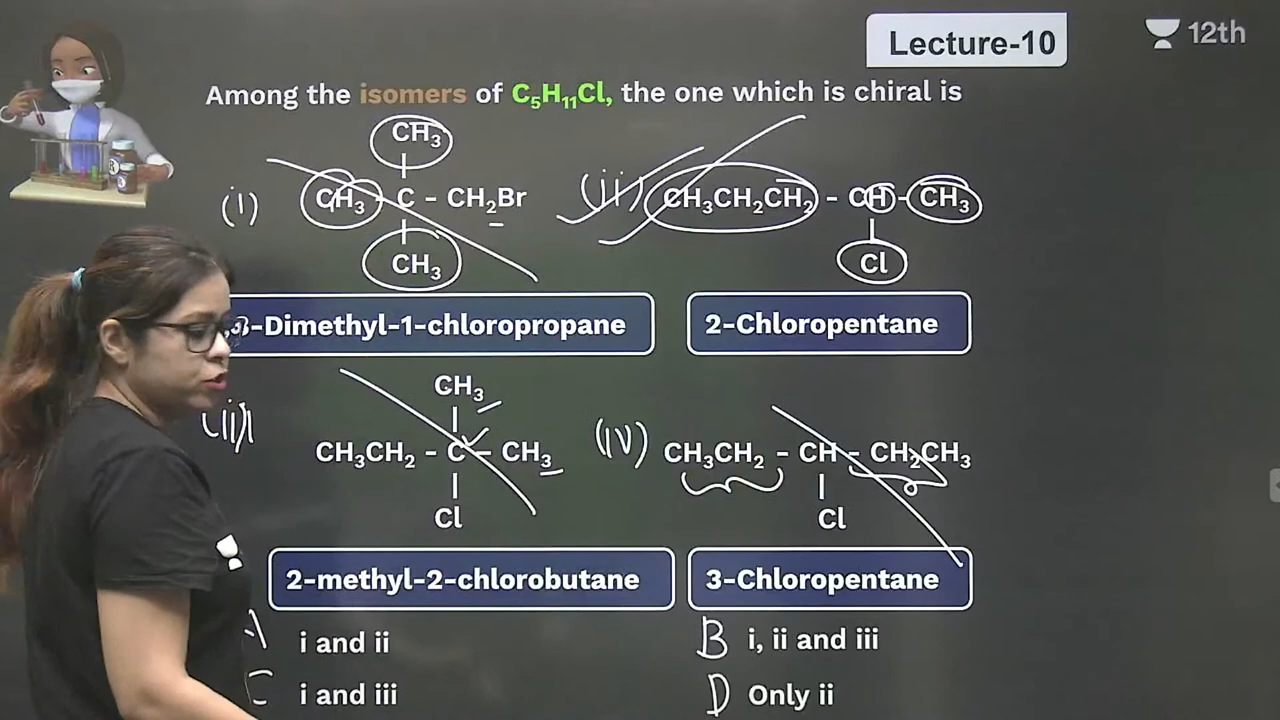 Lecture-10
12th
Among the isomers of C₅H₁₁Cl, the one which is chiral is
CH₃
(i) CH₃ - C - CH₂Br
CH₃
(ii) CH₃CH₂CH₂ - CH - CH₃
Cl
3-Dimethyl-1-chloropropane
2-Chloropentane
CH₃
(iii) CH₃CH₂ - C - CH₃
Cl
(iv) CH₃CH₂ - CH - CH₂CH₃
Cl
2-methyl-2-chlorobutane
3-Chloropentane
A i and ii
B i, ii and iii
C i and iii
D Only ii